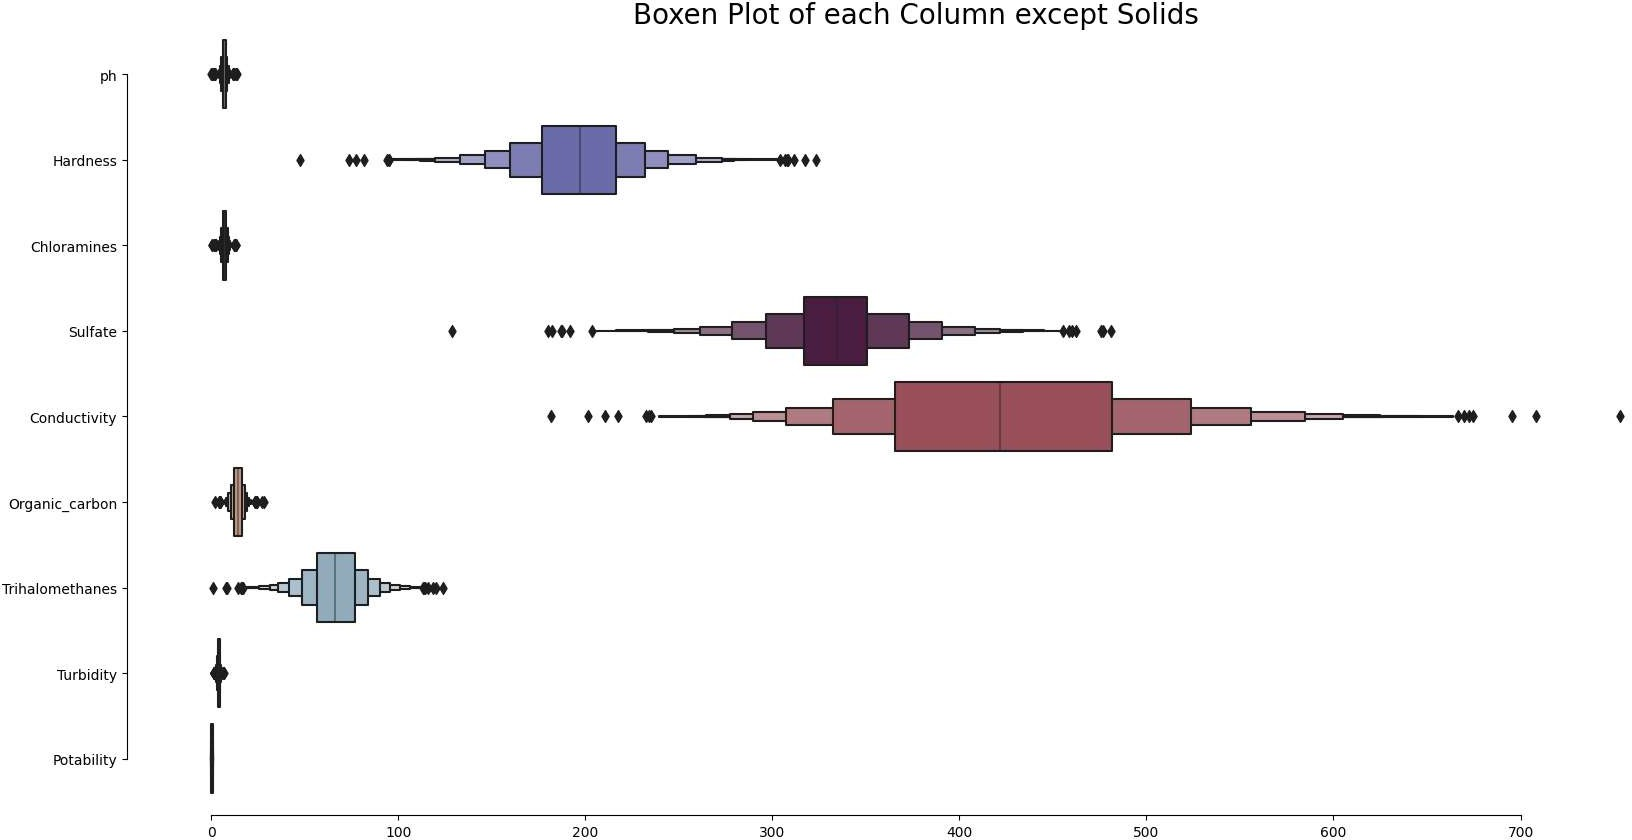 Boxen Plot of each Column except Solids
ph
Hardness
Chloramines
Sulfate
Conductivity
Organic_carbon
Trihalomethanes
Turbidity
Potability
0 100 200 300 400 500 600 700